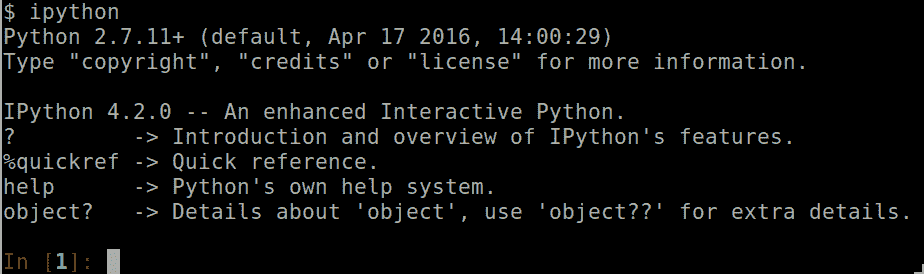 $ ipython
Python 2.7.11+ (default, Apr 17 2016, 14:00:29)
Type "copyright", "credits" or "license" for more information.
IPython 4.2.0 -- An enhanced Interactive Python.
?         -> Introduction and overview of IPython's features.
%quickref -> Quick reference.
help      -> Python's own help system.
object?   -> Details about 'object', use 'object??' for extra details.
In [1]: